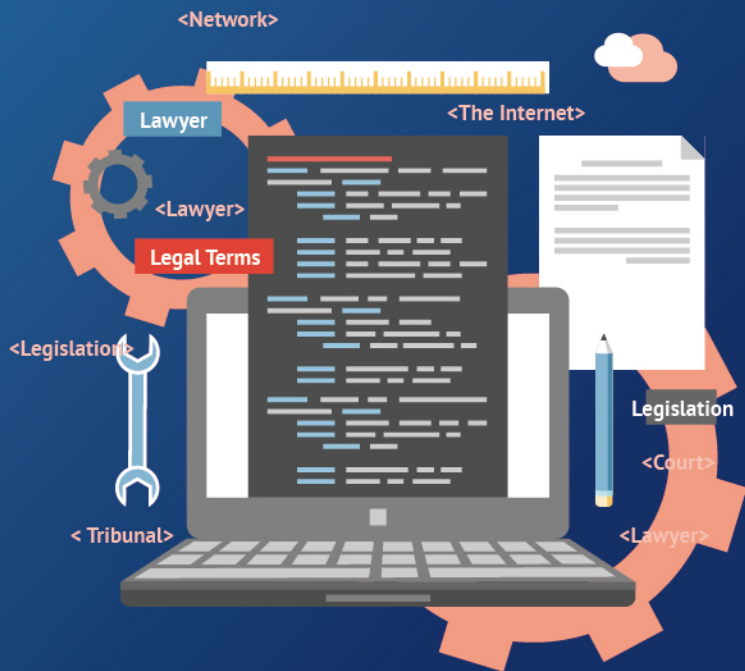 <Network>
<The Internet>
Lawyer
<Lawyer>
Legal Terms
<Legislation>
Legislation
<Court>
< Tribunal>
<Lawyer>